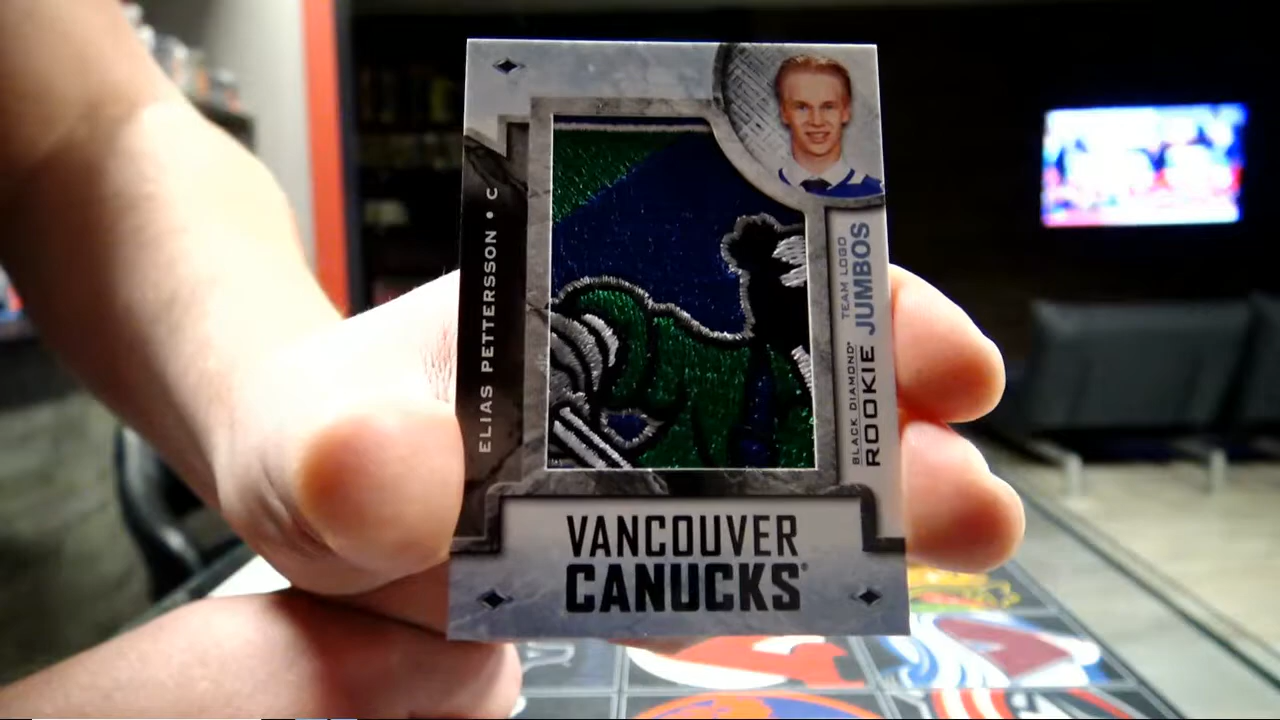 ELIAS PETTERSSON • C
TEAM LOGO
JUMBOS
BLACK DIAMOND
ROOKIE
VANCOUVER
CANUCKS®